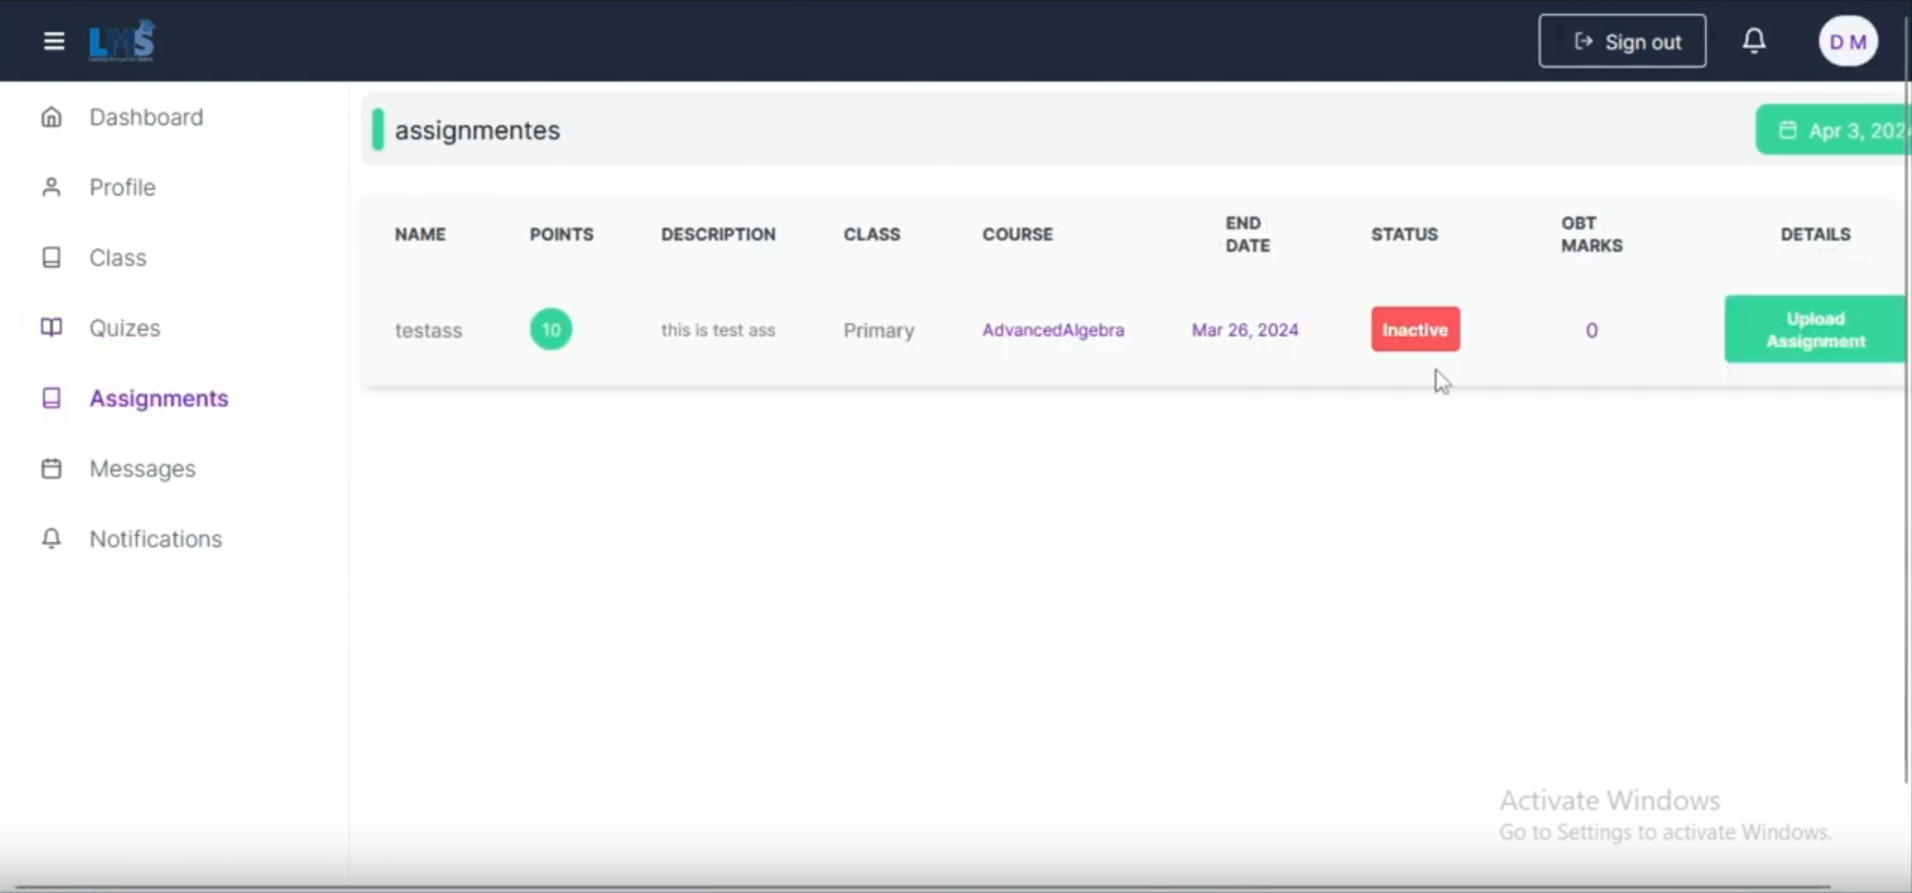 LMS
Sign out
D M
Dashboard
Profile
Class
Quizes
Assignments
Messages
Notifications
assignmentes
Apr 3, 2024
NAME POINTS DESCRIPTION CLASS COURSE END DATE STATUS OBT MARKS DETAILS
testass 10 this is test ass Primary AdvancedAlgebra Mar 26, 2024 Inactive 0 Upload Assignment
Activate Windows
Go to Settings to activate Windows.